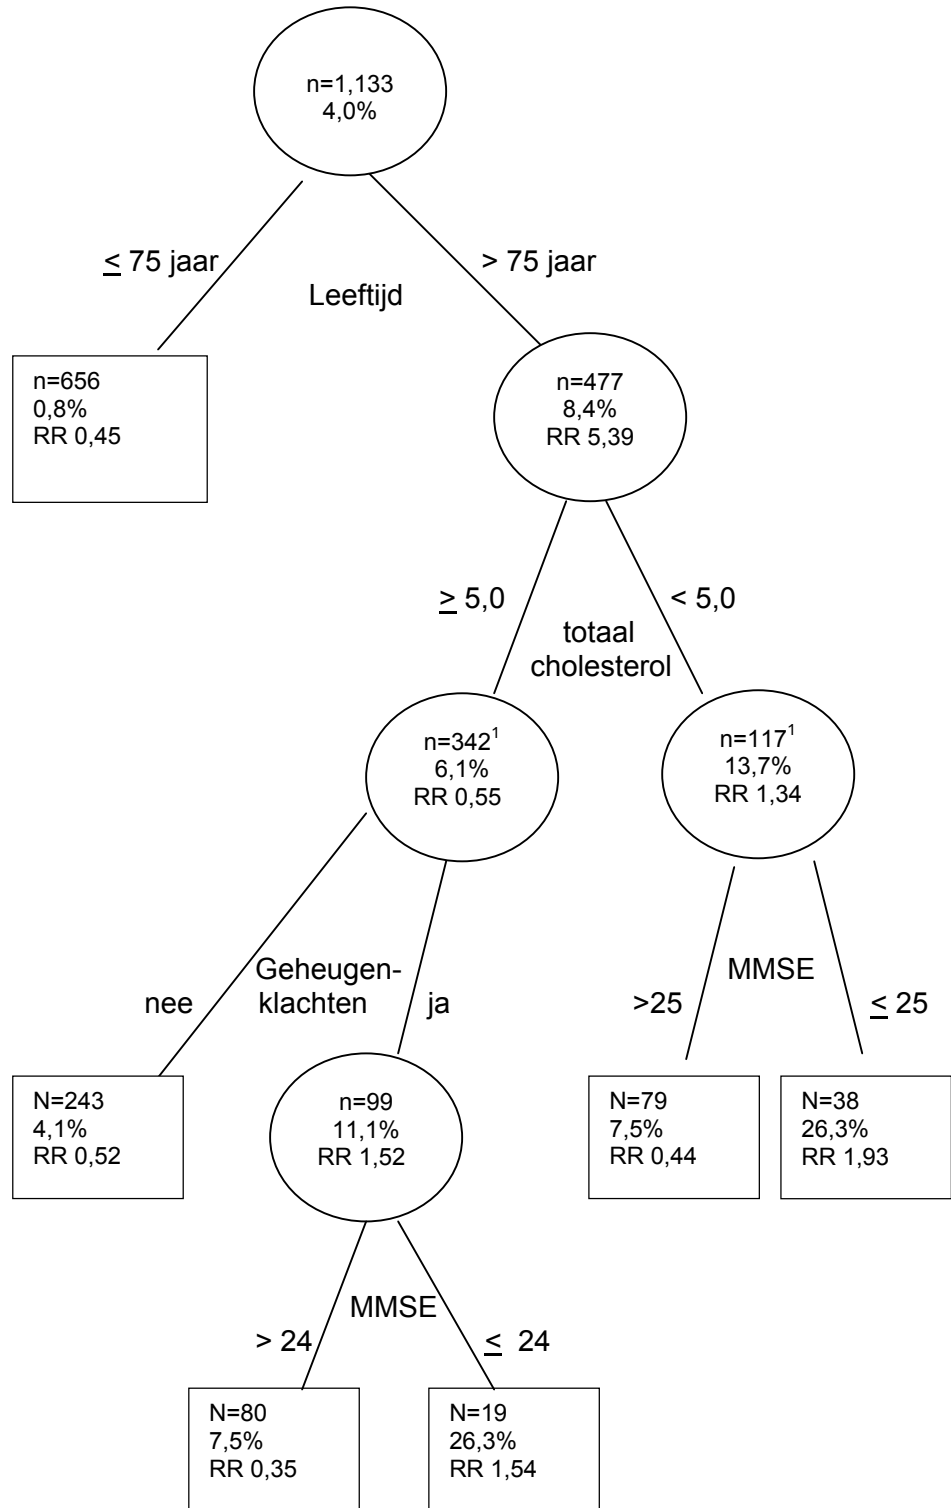 n=1,133
4,0%
≤ 75 jaar
> 75 jaar
Leeftijd
n=656
0,8%
RR 0,45
n=477
8,4%
RR 5,39
≥ 5,0
< 5,0
totaal
cholesterol
n=342¹
6,1%
RR 0,55
n=117¹
13,7%
RR 1,34
nee
Geheugen-
klachten
ja
MMSE
>25
≤ 25
N=243
4,1%
RR 0,52
n=99
11,1%
RR 1,52
N=79
7,5%
RR 0,44
N=38
26,3%
RR 1,93
MMSE
> 24
≤ 24
N=80
7,5%
RR 0,35
N=19
26,3%
RR 1,54